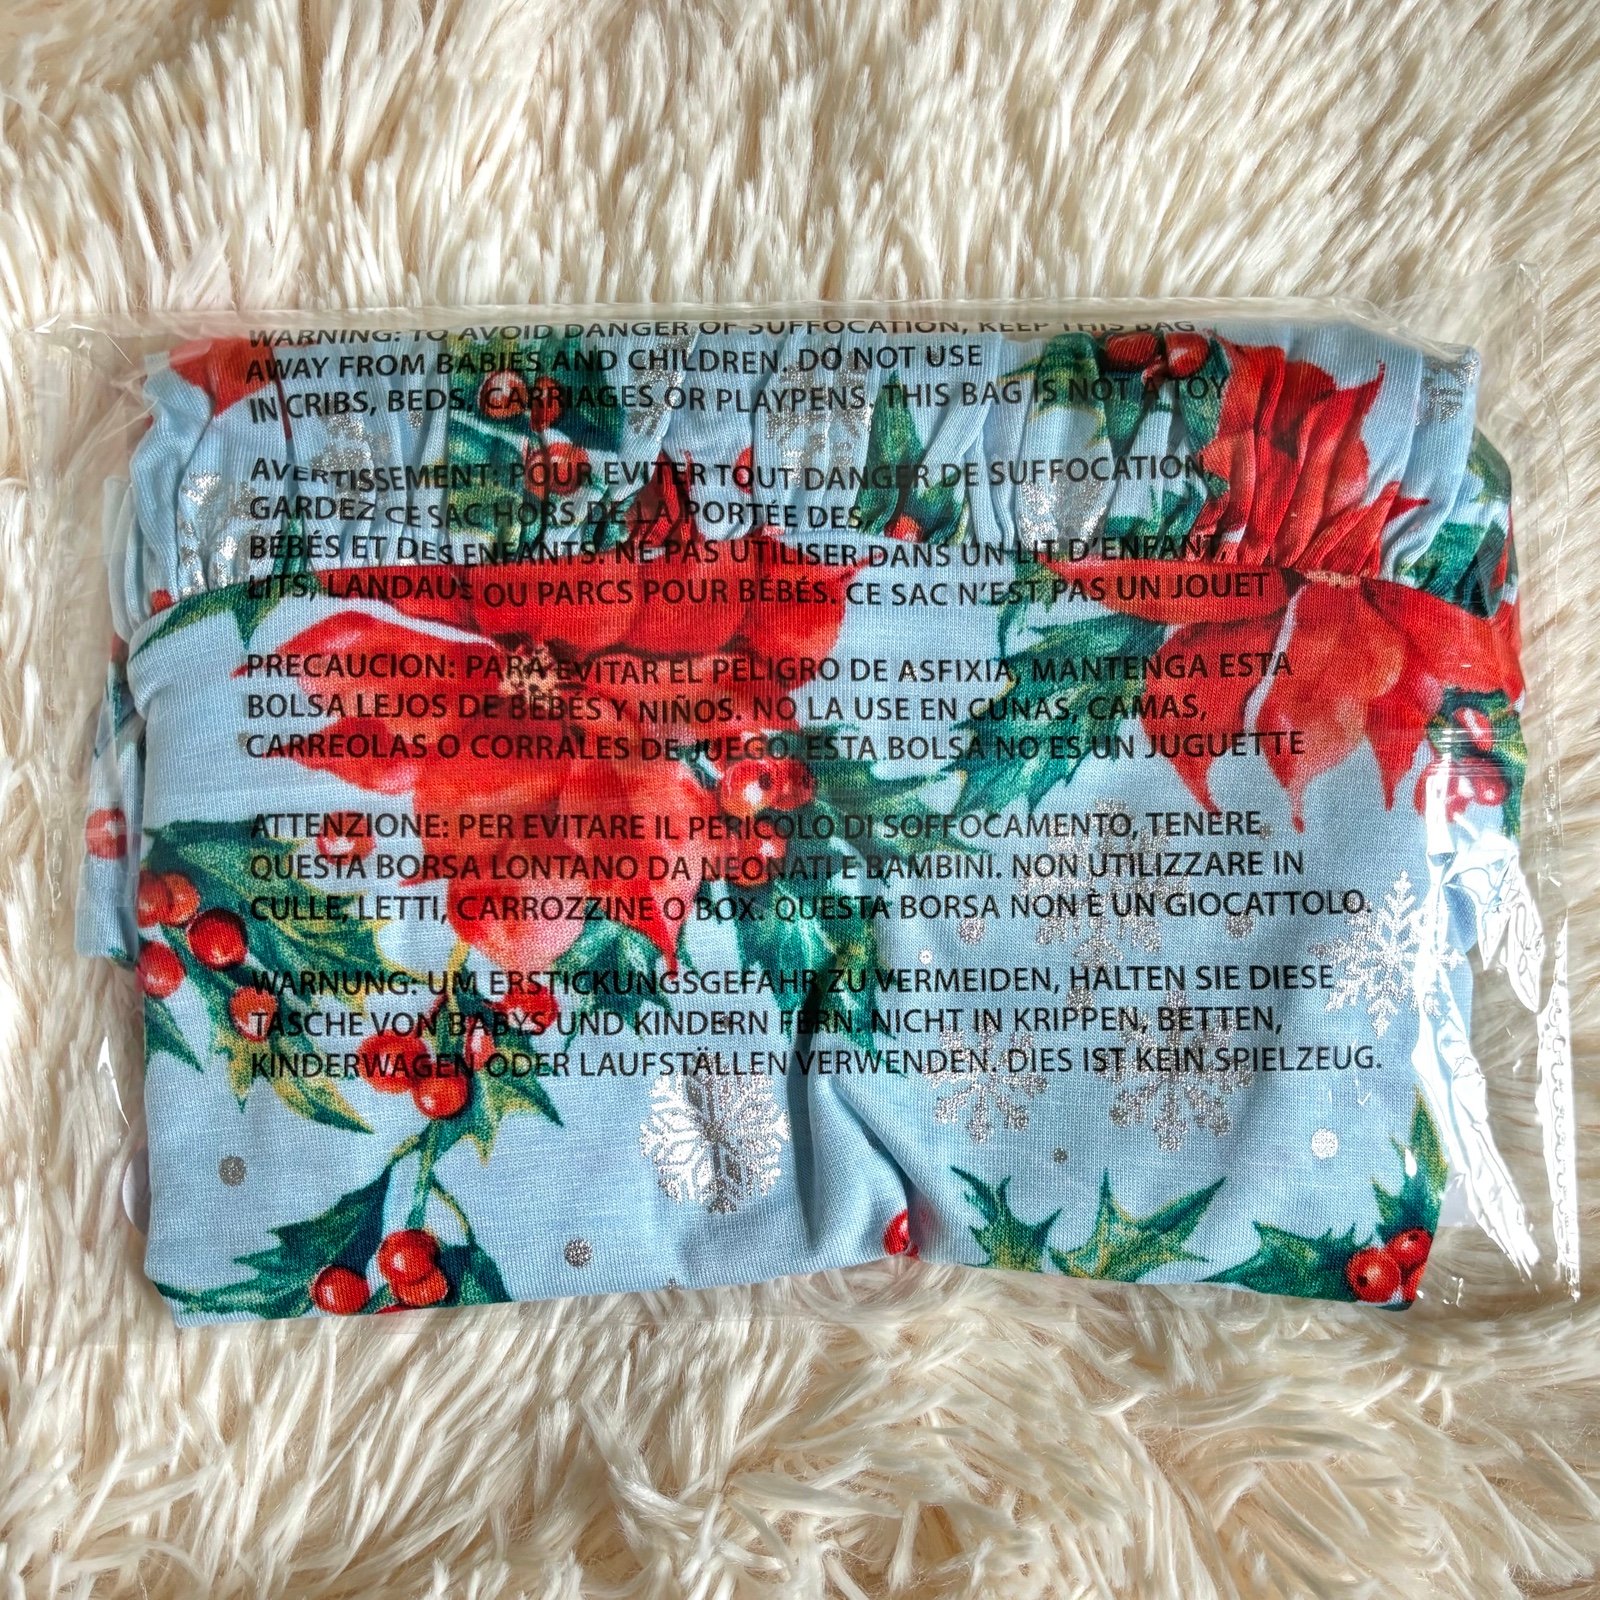 WARNING: TO AVOID DANGER OF SUFFOCATION, KEEP THIS BAG
AWAY FROM BABIES AND CHILDREN. DO NOT USE
IN CRIBS, BEDS, CARRIAGES OR PLAYPENS. THIS BAG IS NOT A TOY
AVERTISSEMENT: POUR EVITER TOUT DANGER DE SUFFOCATION,
GARDEZ CE SAC HORS DE LA PORTÉE DES
BÉBÉS ET DES ENFANTS. NE PAS UTILISER DANS UN LIT D'ENFANT,
LITS, LANDAUS OU PARCS POUR BÉBÉS. CE SAC N'EST PAS UN JOUET
PRECAUCION: PARA EVITAR EL PELIGRO DE ASFIXIA, MANTENGA ESTA
BOLSA LEJOS DE BEBÉS Y NIÑOS. NO LA USE EN CUNAS, CAMAS,
CARREOLAS O CORRALES DE JUEGO. ESTA BOLSA NO ES UN JUGUETTE
ATTENZIONE: PER EVITARE IL PERICOLO DI SOFFOCAMENTO, TENERE
QUESTA BORSA LONTANO DA NEONATI E BAMBINI. NON UTILIZZARE IN
CULLE, LETTI, CARROZZINE O BOX. QUESTA BORSA NON È UN GIOCATTOLO.
WARNUNG: UM ERSTICKUNGSGEFAHR ZU VERMEIDEN, HALTEN SIE DIESE
TASCHE VON BABYS UND KINDERN FERN. NICHT IN KRIPPEN, BETTEN,
KINDERWAGEN ODER LAUFSTÄLLEN VERWENDEN. DIES IST KEIN SPIELZEUG.